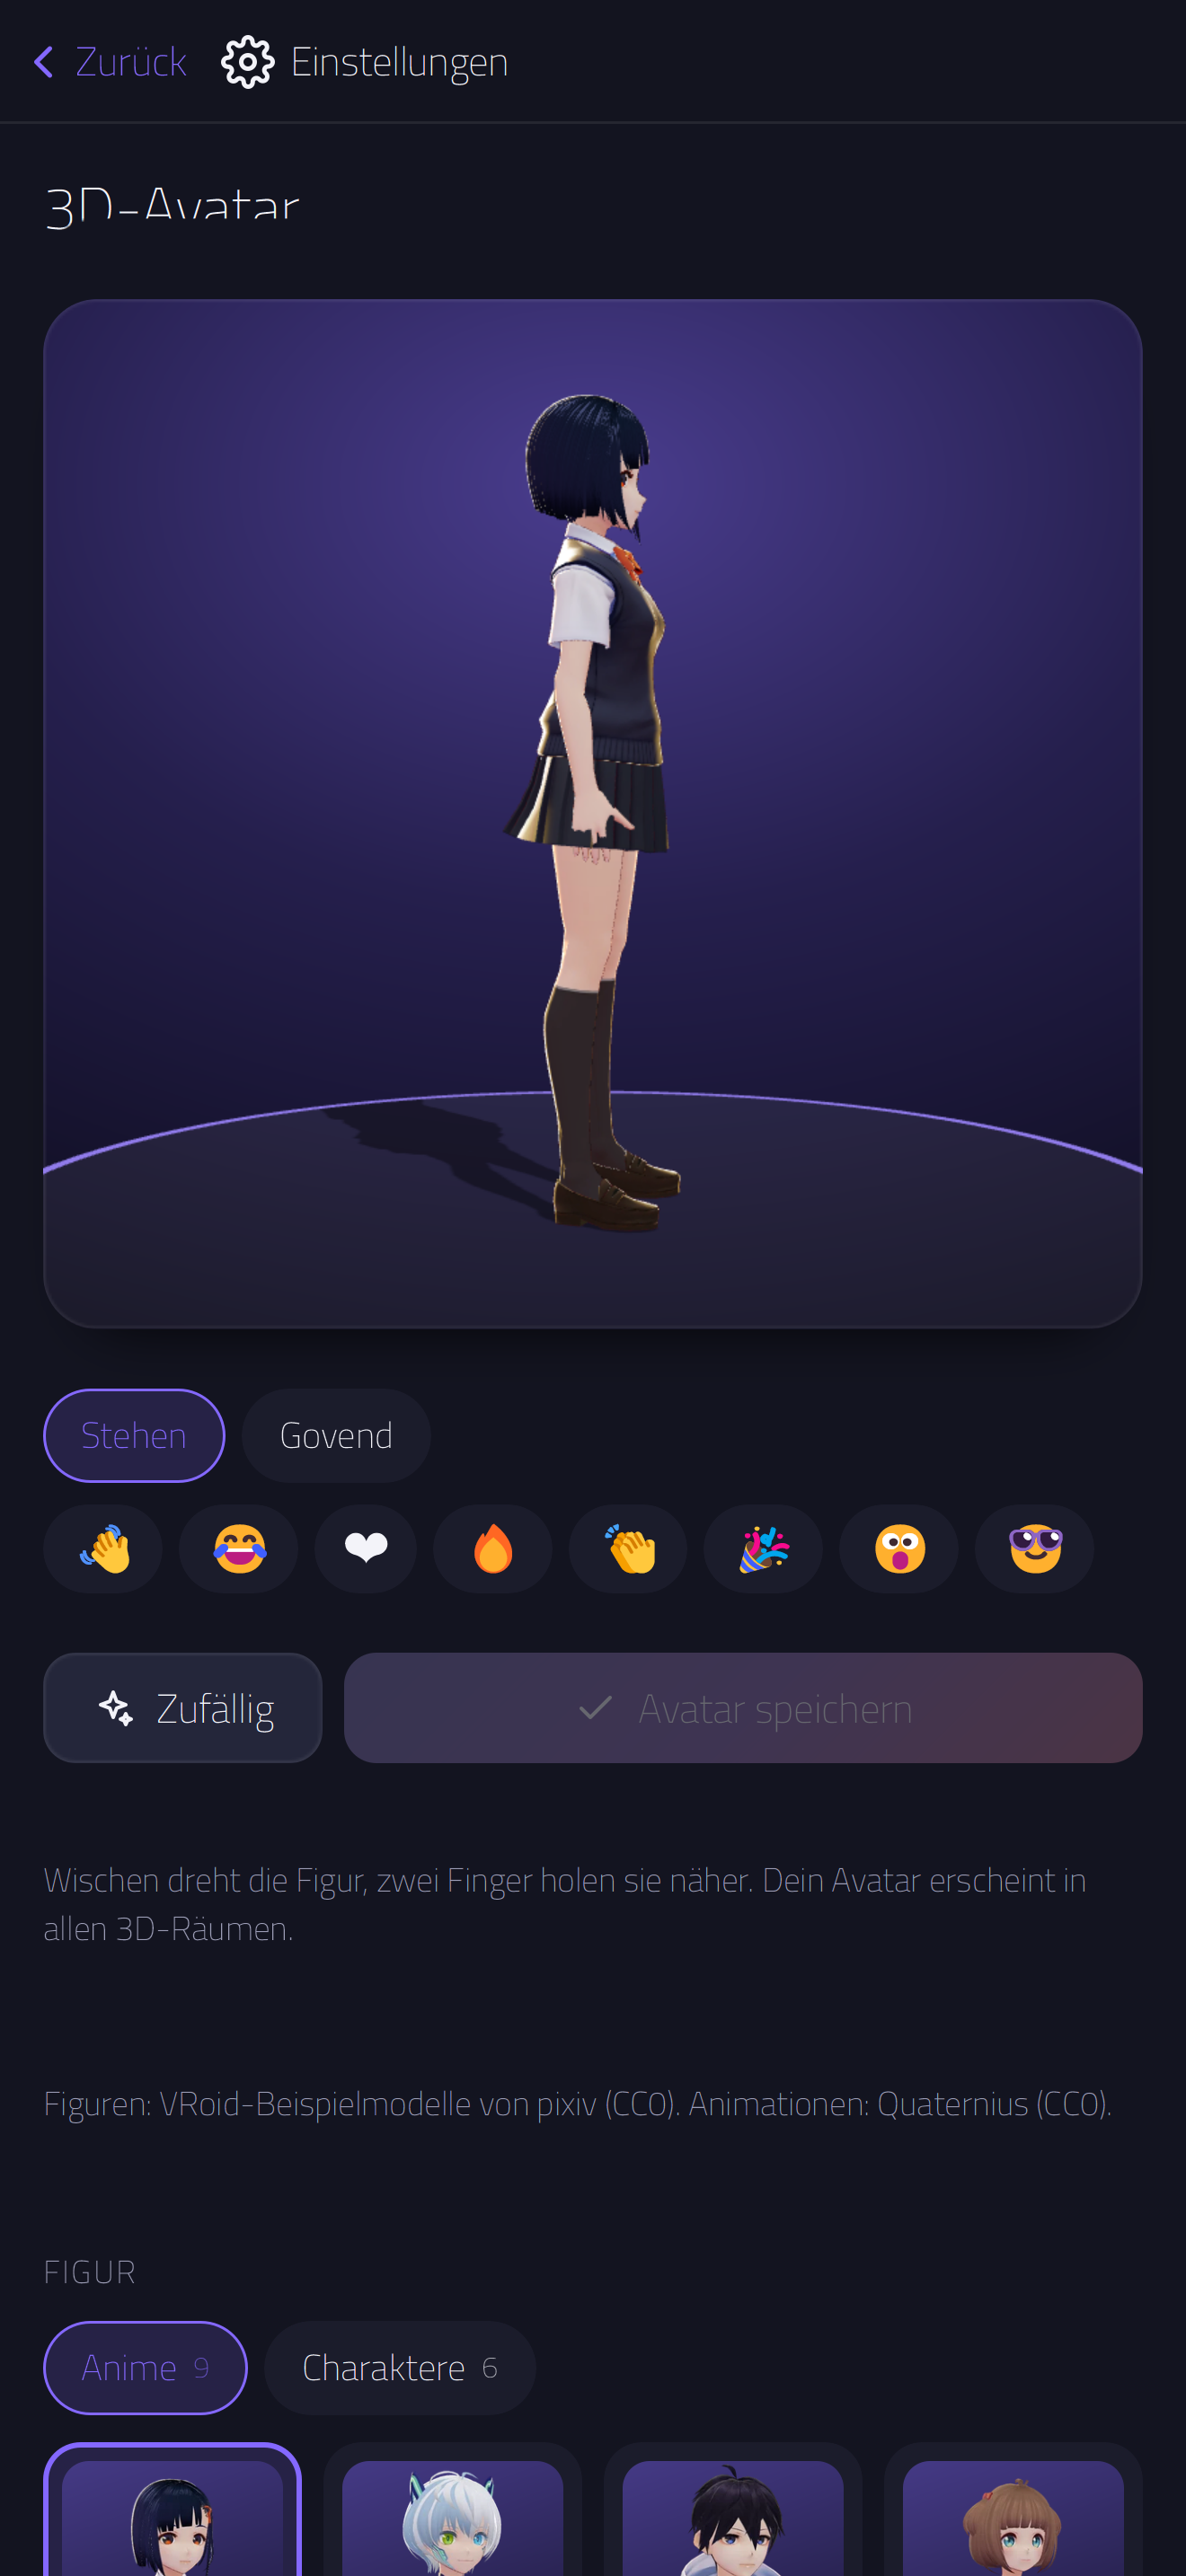 Zurück Einstellungen
3D-Avatar
Stehen Govend
Zufällig Avatar speichern
Wischen dreht die Figur, zwei Finger holen sie näher. Dein Avatar erscheint in
allen 3D-Räumen.
Figuren: VRoid-Beispielmodelle von pixiv (CC0). Animationen: Quaternius (CC0).
FIGUR
Anime 9 Charaktere 6